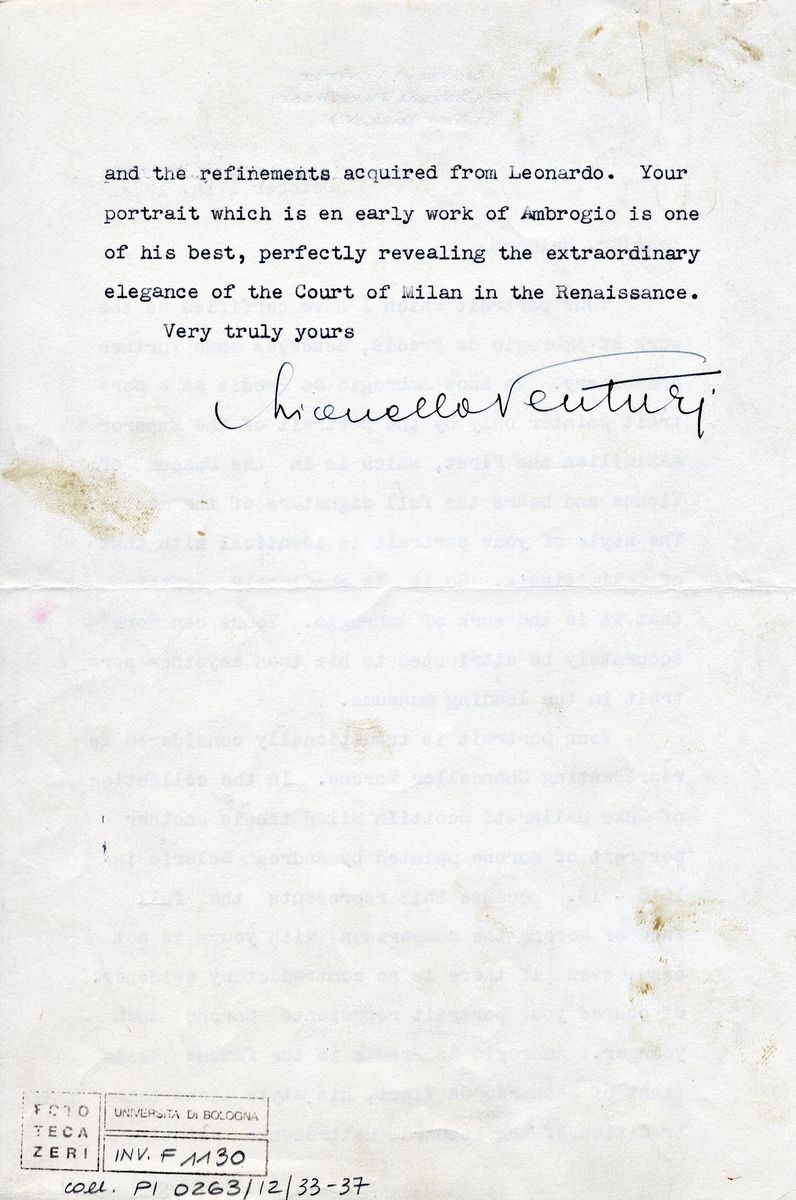 and the refinements acquired from Leonardo. Your
portrait which is en early work of Ambrogio is one
of his best, perfectly revealing the extraordinary
elegance of the Court of Milan in the Renaissance.
Very truly yours
Lionello Venturi
FOTO
TECA
ZERI
UNIVERSITA DI BOLOGNA
INV. F 1130
coll. PI 0263/12/33-37